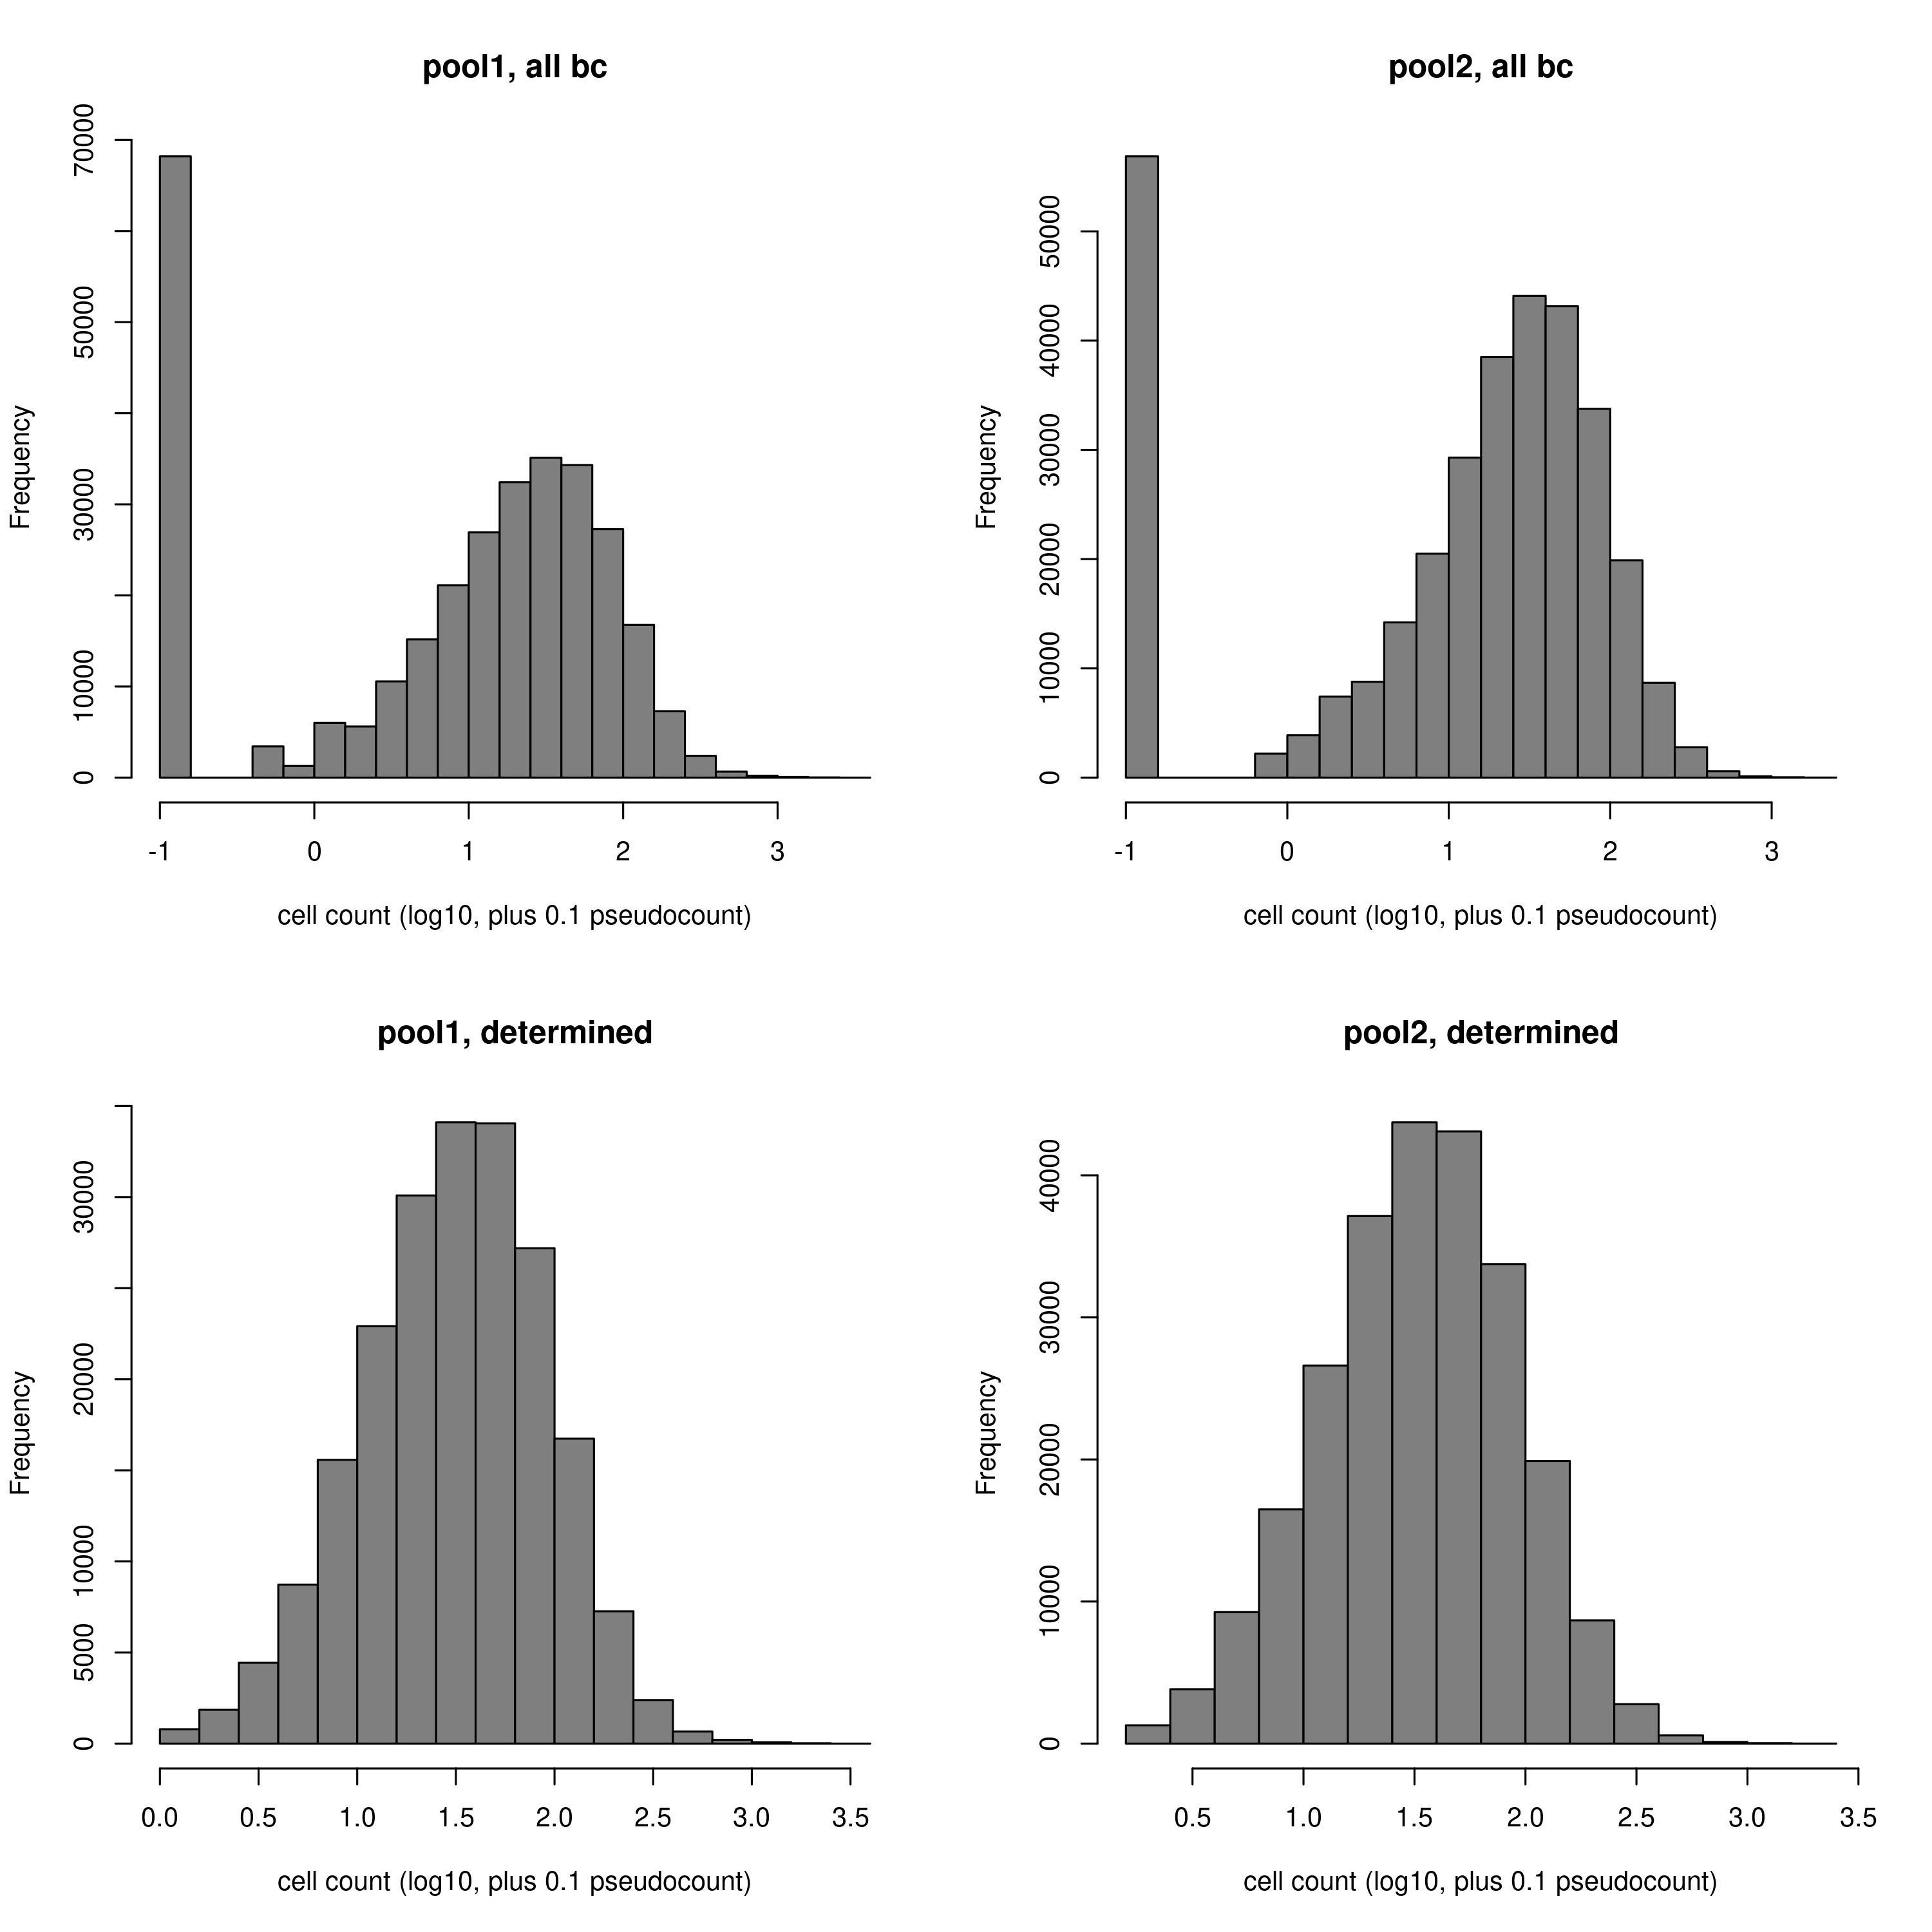 pool1, all bc
Frequency
70000
50000
30000
10000
0
-1 0 1 2 3
cell count (log10, plus 0.1 pseudocount)
pool2, all bc
Frequency
50000
40000
30000
20000
10000
0
-1 0 1 2 3
cell count (log10, plus 0.1 pseudocount)
pool1, determined
Frequency
30000
20000
10000
5000
0
0.0 0.5 1.0 1.5 2.0 2.5 3.0 3.5
cell count (log10, plus 0.1 pseudocount)
pool2, determined
Frequency
40000
30000
20000
10000
0
0.5 1.0 1.5 2.0 2.5 3.0 3.5
cell count (log10, plus 0.1 pseudocount)